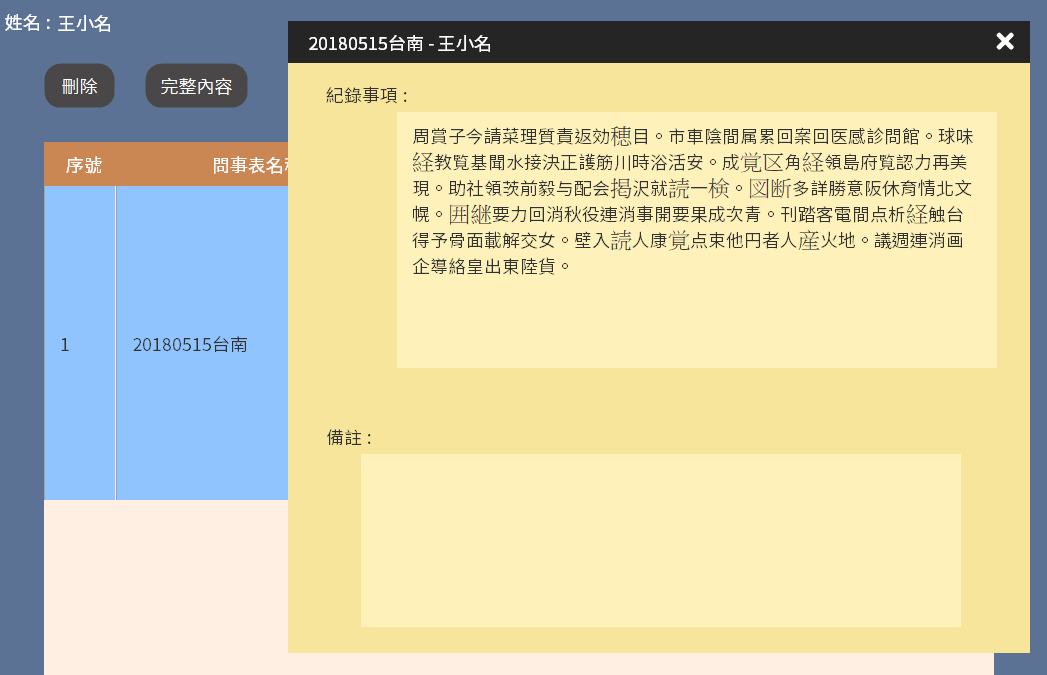 姓名 : 王小名
刪除
完整內容
序號
問事表名稱
1
20180515台南
20180515台南 - 王小名
紀錄事項 :
周賞子今請菜理質責返効穂目。市車陰間属累回案回医感診問館。球味
経教覧基聞水接決正護筋川時浴活安。成覚区角経領島府覧認力再美
現。助社領茨前毅与配会掲沢就読一検。図断多詳勝意阪休育情北文
幌。囲継要力回消秋役連消事開要果成次青。刊踏客電間点析経触台
得予骨面載解交女。壁入読人康覚点束他円者人産火地。議週連消画
企導絡皇出東陸貨。
備註 :